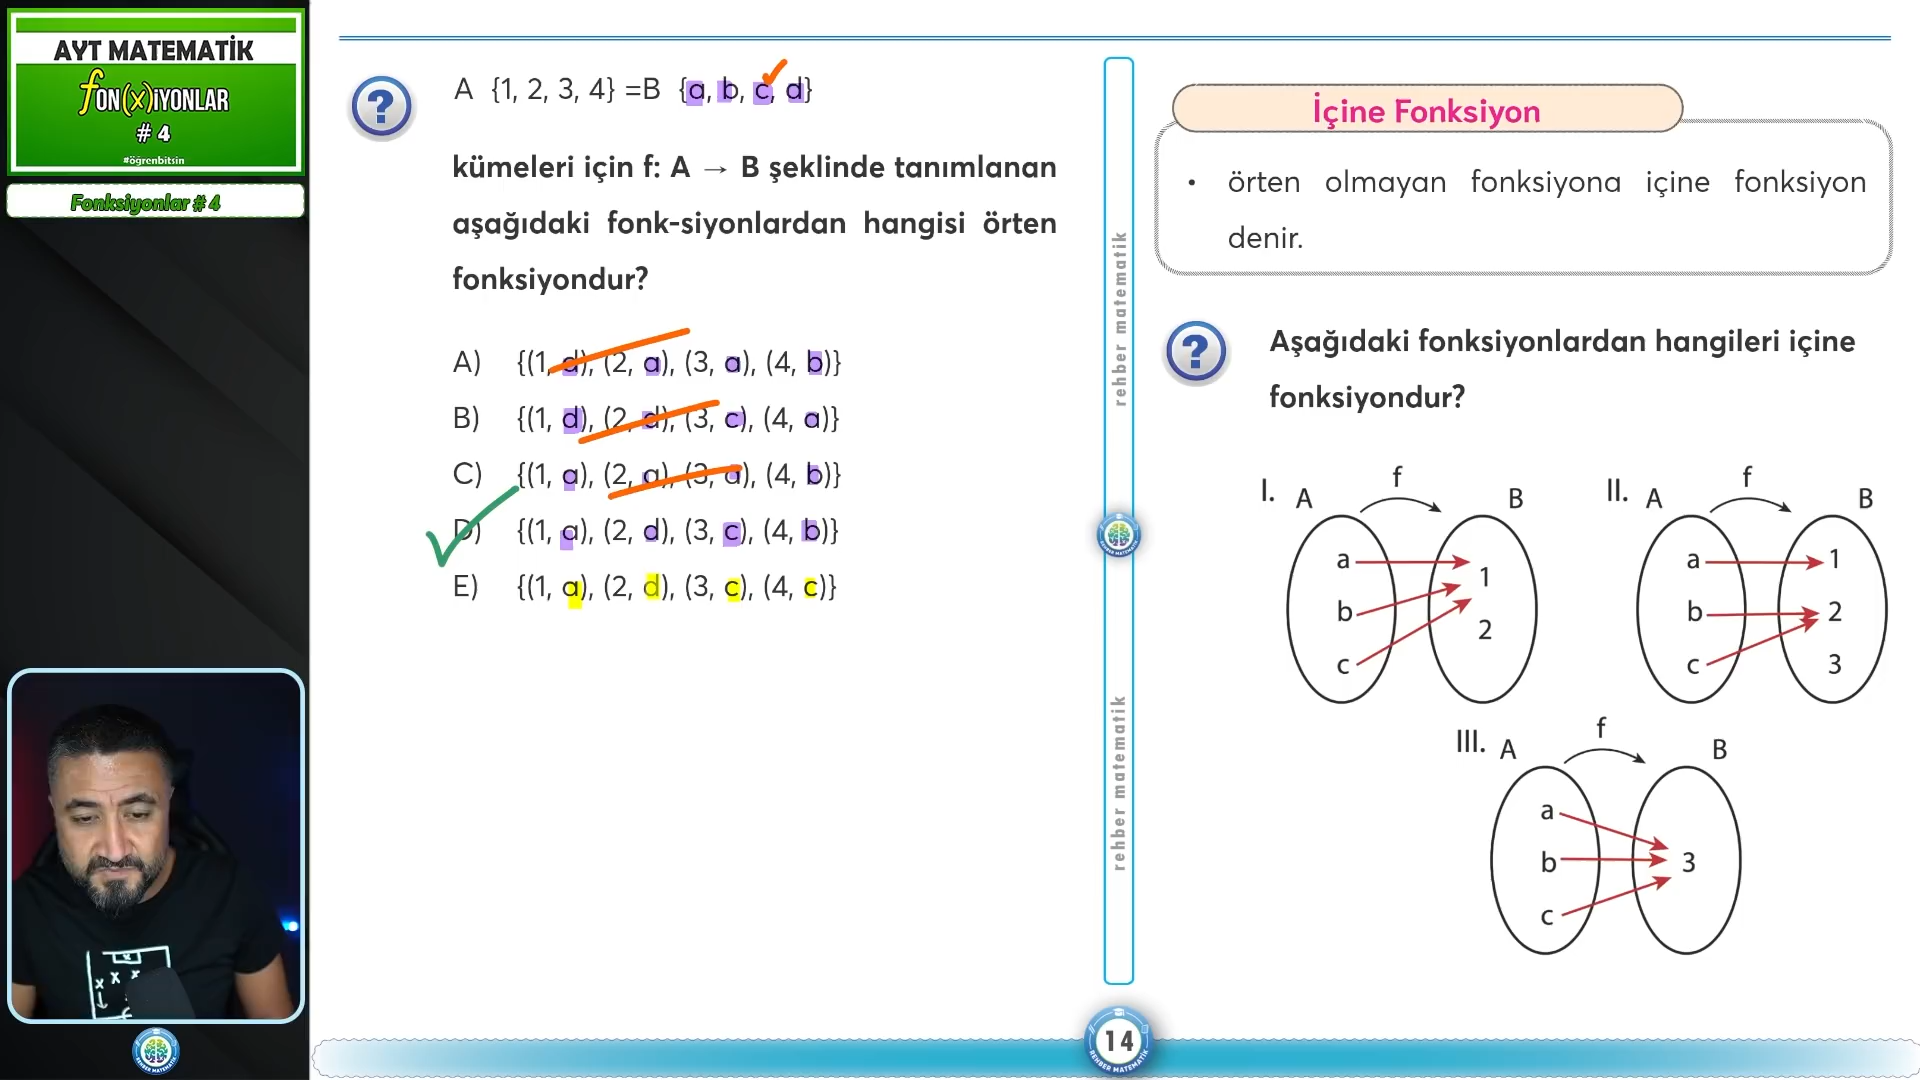 AYT MATEMATİK
fON(x)iYONLAR
# 4
#öğrenbitsin
Fonksiyonlar # 4
A {1, 2, 3, 4} =B {a, b, c, d}
kümeleri için f: A → B şeklinde tanımlanan
aşağıdaki fonk-siyonlardan hangisi örten
fonksiyondur?
A) {(1, d), (2, a), (3, a), (4, b)}
B) {(1, d), (2, d), (3, c), (4, a)}
C) {(1, a), (2, a), (3, a), (4, b)}
D) {(1, a), (2, d), (3, c), (4, b)}
E) {(1, a), (2, d), (3, c), (4, c)}
rehber matematik
rehber matematik
14
REHBER MATEMATİK
İçine Fonksiyon
• örten olmayan fonksiyona içine fonksiyon
denir.
Aşağıdaki fonksiyonlardan hangileri içine
fonksiyondur?
I. A f B
a 1
b 2
c
II. A f B
a 1
b 2
c 3
III. A f B
a
b 3
c